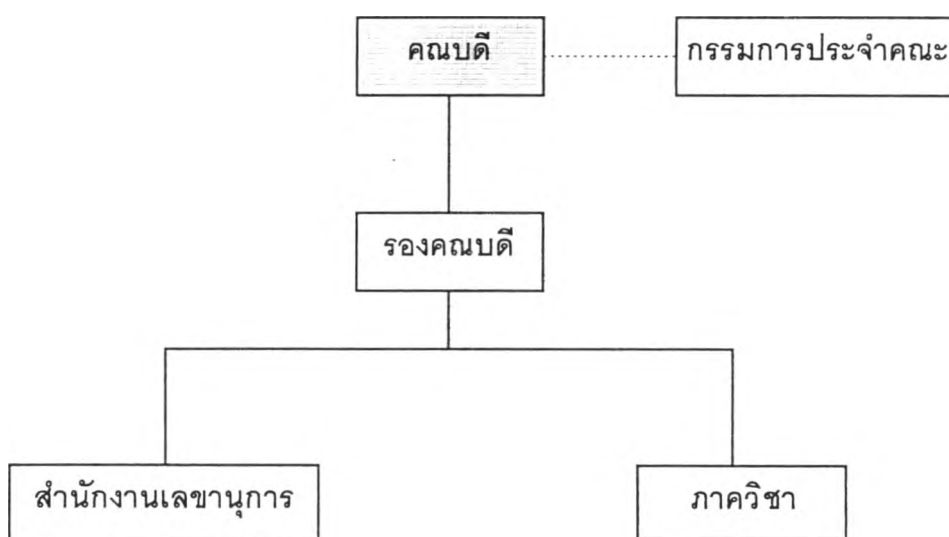 คณบดี
กรรมการประจำคณะ
รองคณบดี
สำนักงานเลขานุการ
ภาควิชา